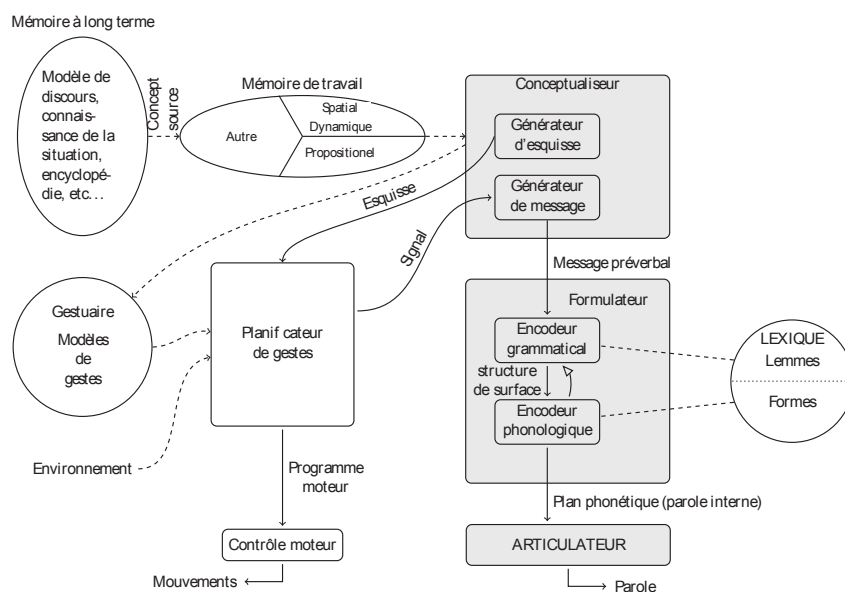 Mémoire à long terme
Modèle de
discours,
connais-
sance de la
situation,
encyclopé-
die, etc…
Concept
source
Mémoire de travail
Autre
Spatial
Dynamique
Propositionel
Conceptualiseur
Générateur
d'esquisse
Générateur
de message
Esquisse
Signal
Message préverbal
Gestuaire
Modèles
de
gestes
Planif cateur
de gestes
Environnement
Formulateur
Encodeur
grammatical
structure
de surface
Encodeur
phonologique
LEXIQUE
Lemmes
Formes
Programme
moteur
Plan phonétique (parole interne)
Contrôle moteur
ARTICULATEUR
Mouvements
Parole